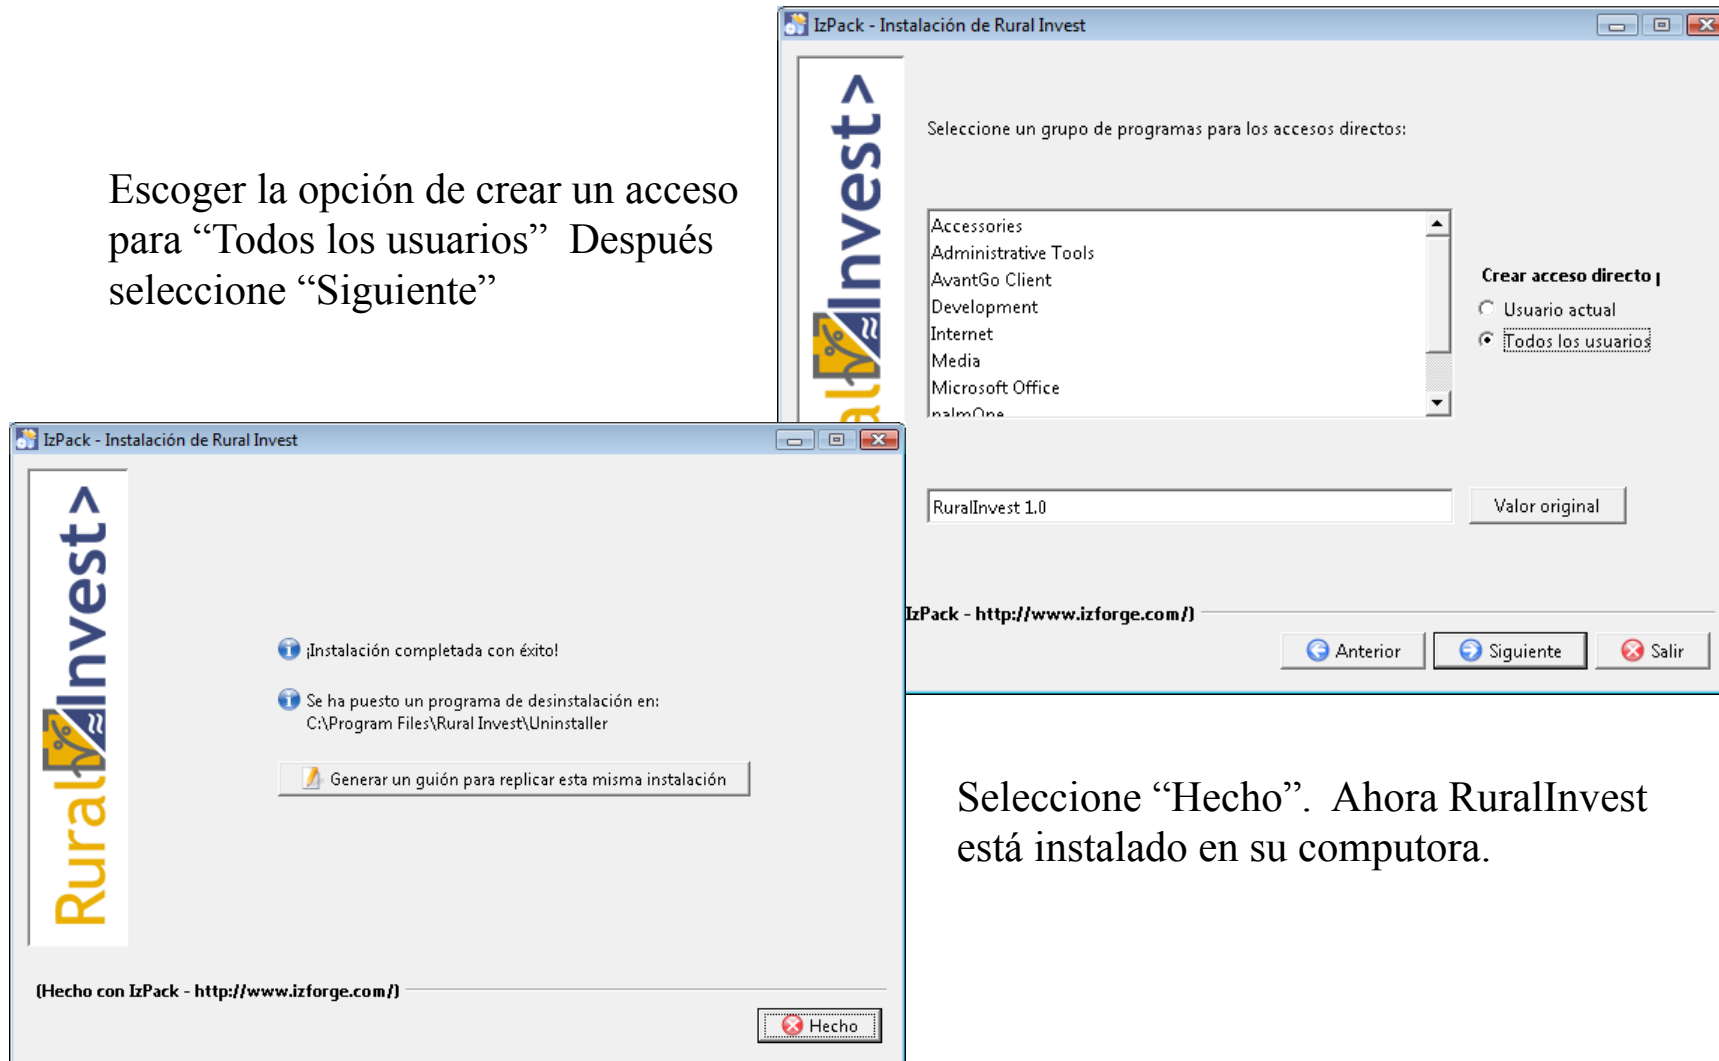 IzPack - Instalación de Rural Invest
RuralInvest>
Seleccione un grupo de programas para los accesos directos:
Escoger la opción de crear un acceso
para “Todos los usuarios”  Después
seleccione “Siguiente”
Accessories
Administrative Tools
AvantGo Client
Development
Internet
Media
Microsoft Office
palmOne
Crear acceso directo p
Usuario actual
Todos los usuarios
RuralInvest 1.0
Valor original
IzPack - http://www.izforge.com/)
Anterior
Siguiente
Salir
IzPack - Instalación de Rural Invest
RuralInvest>
¡Instalación completada con éxito!
Se ha puesto un programa de desinstalación en:
C:\Program Files\Rural Invest\Uninstaller
Generar un guión para replicar esta misma instalación
(Hecho con IzPack - http://www.izforge.com/)
Hecho
Seleccione “Hecho”.  Ahora RuralInvest
está instalado en su computora.